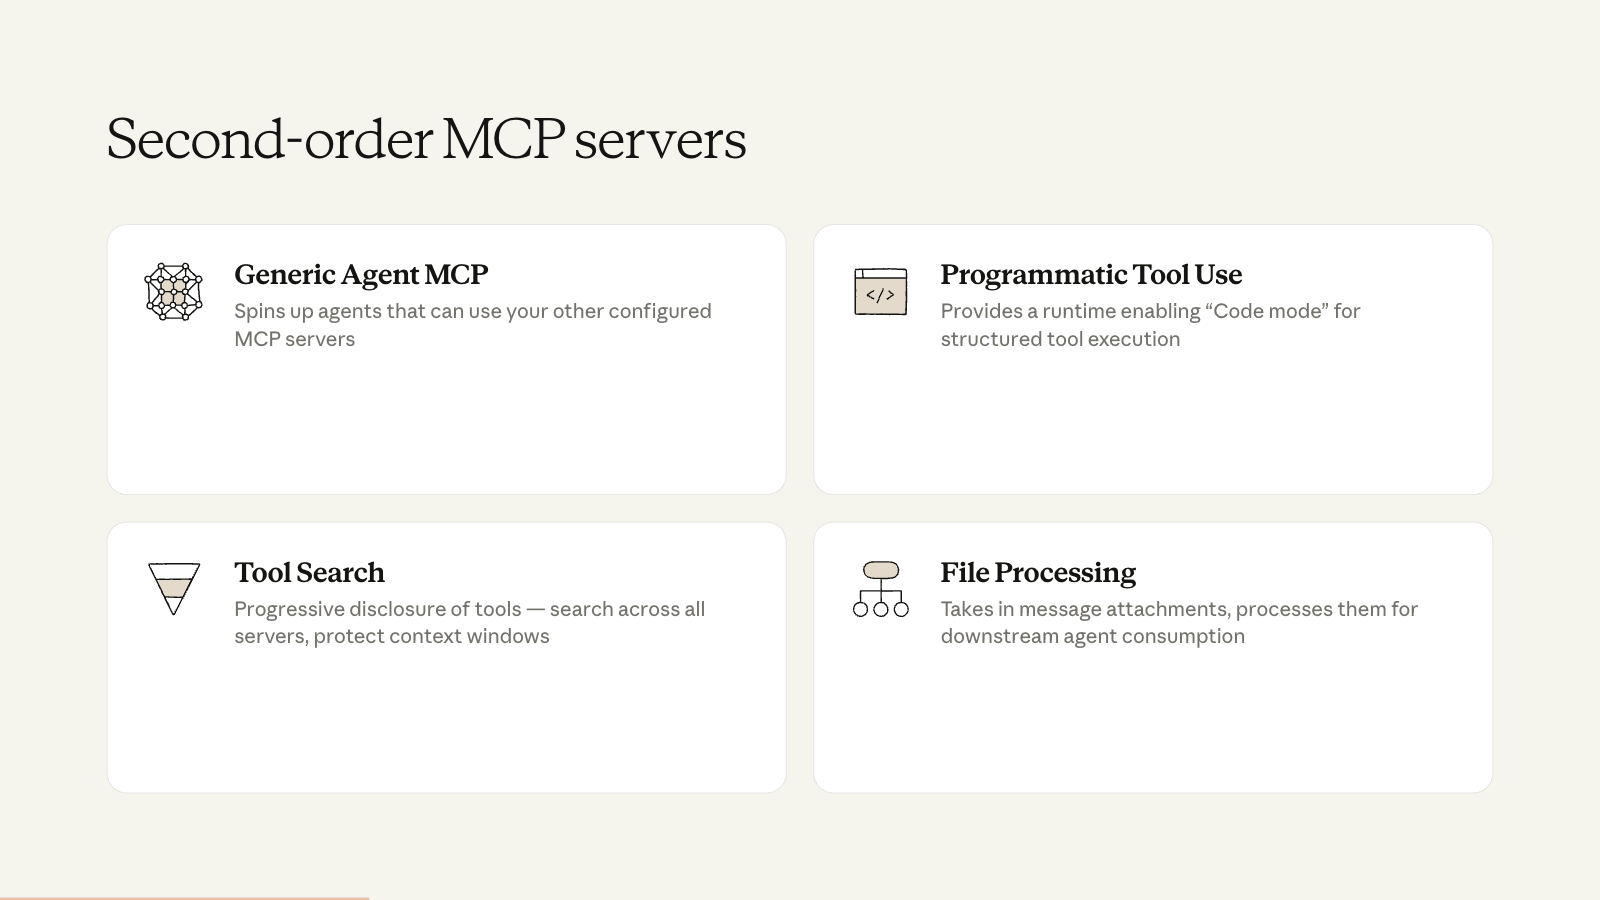 Second-order MCP servers
Generic Agent MCP
Spins up agents that can use your other configured
MCP servers
</>
Programmatic Tool Use
Provides a runtime enabling “Code mode” for
structured tool execution
Tool Search
Progressive disclosure of tools — search across all
servers, protect context windows
File Processing
Takes in message attachments, processes them for
downstream agent consumption